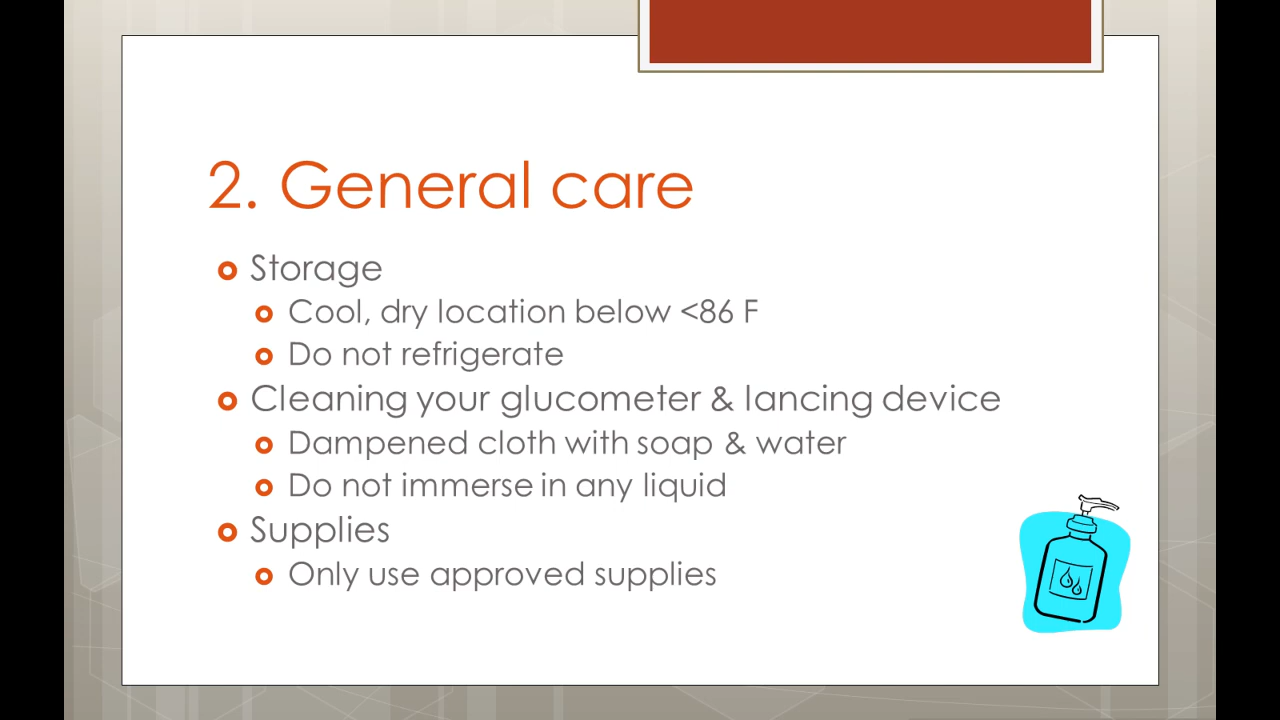 2. General care
Storage
Cool, dry location below <86 F
Do not refrigerate
Cleaning your glucometer & lancing device
Dampened cloth with soap & water
Do not immerse in any liquid
Supplies
Only use approved supplies